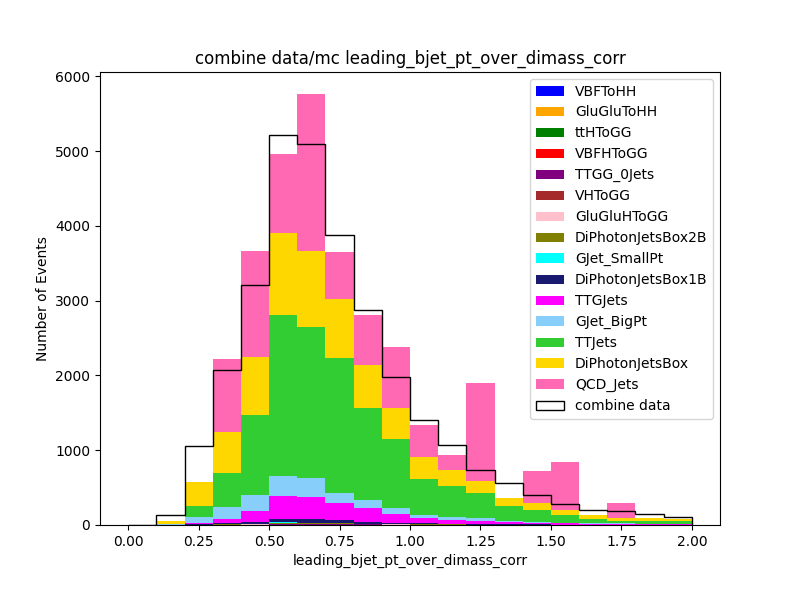 combine data/mc leading_bjet_pt_over_dimass_corr
6000
5000
4000
3000
2000
1000
0
Number of Events
0.00 0.25 0.50 0.75 1.00 1.25 1.50 1.75 2.00
leading_bjet_pt_over_dimass_corr
VBFToHH
GluGluToHH
ttHToGG
VBFHToGG
TTGG_0Jets
VHToGG
GluGluHToGG
DiPhotonJetsBox2B
GJet_SmallPt
DiPhotonJetsBox1B
TTGJets
GJet_BigPt
TTJets
DiPhotonJetsBox
QCD_Jets
combine data